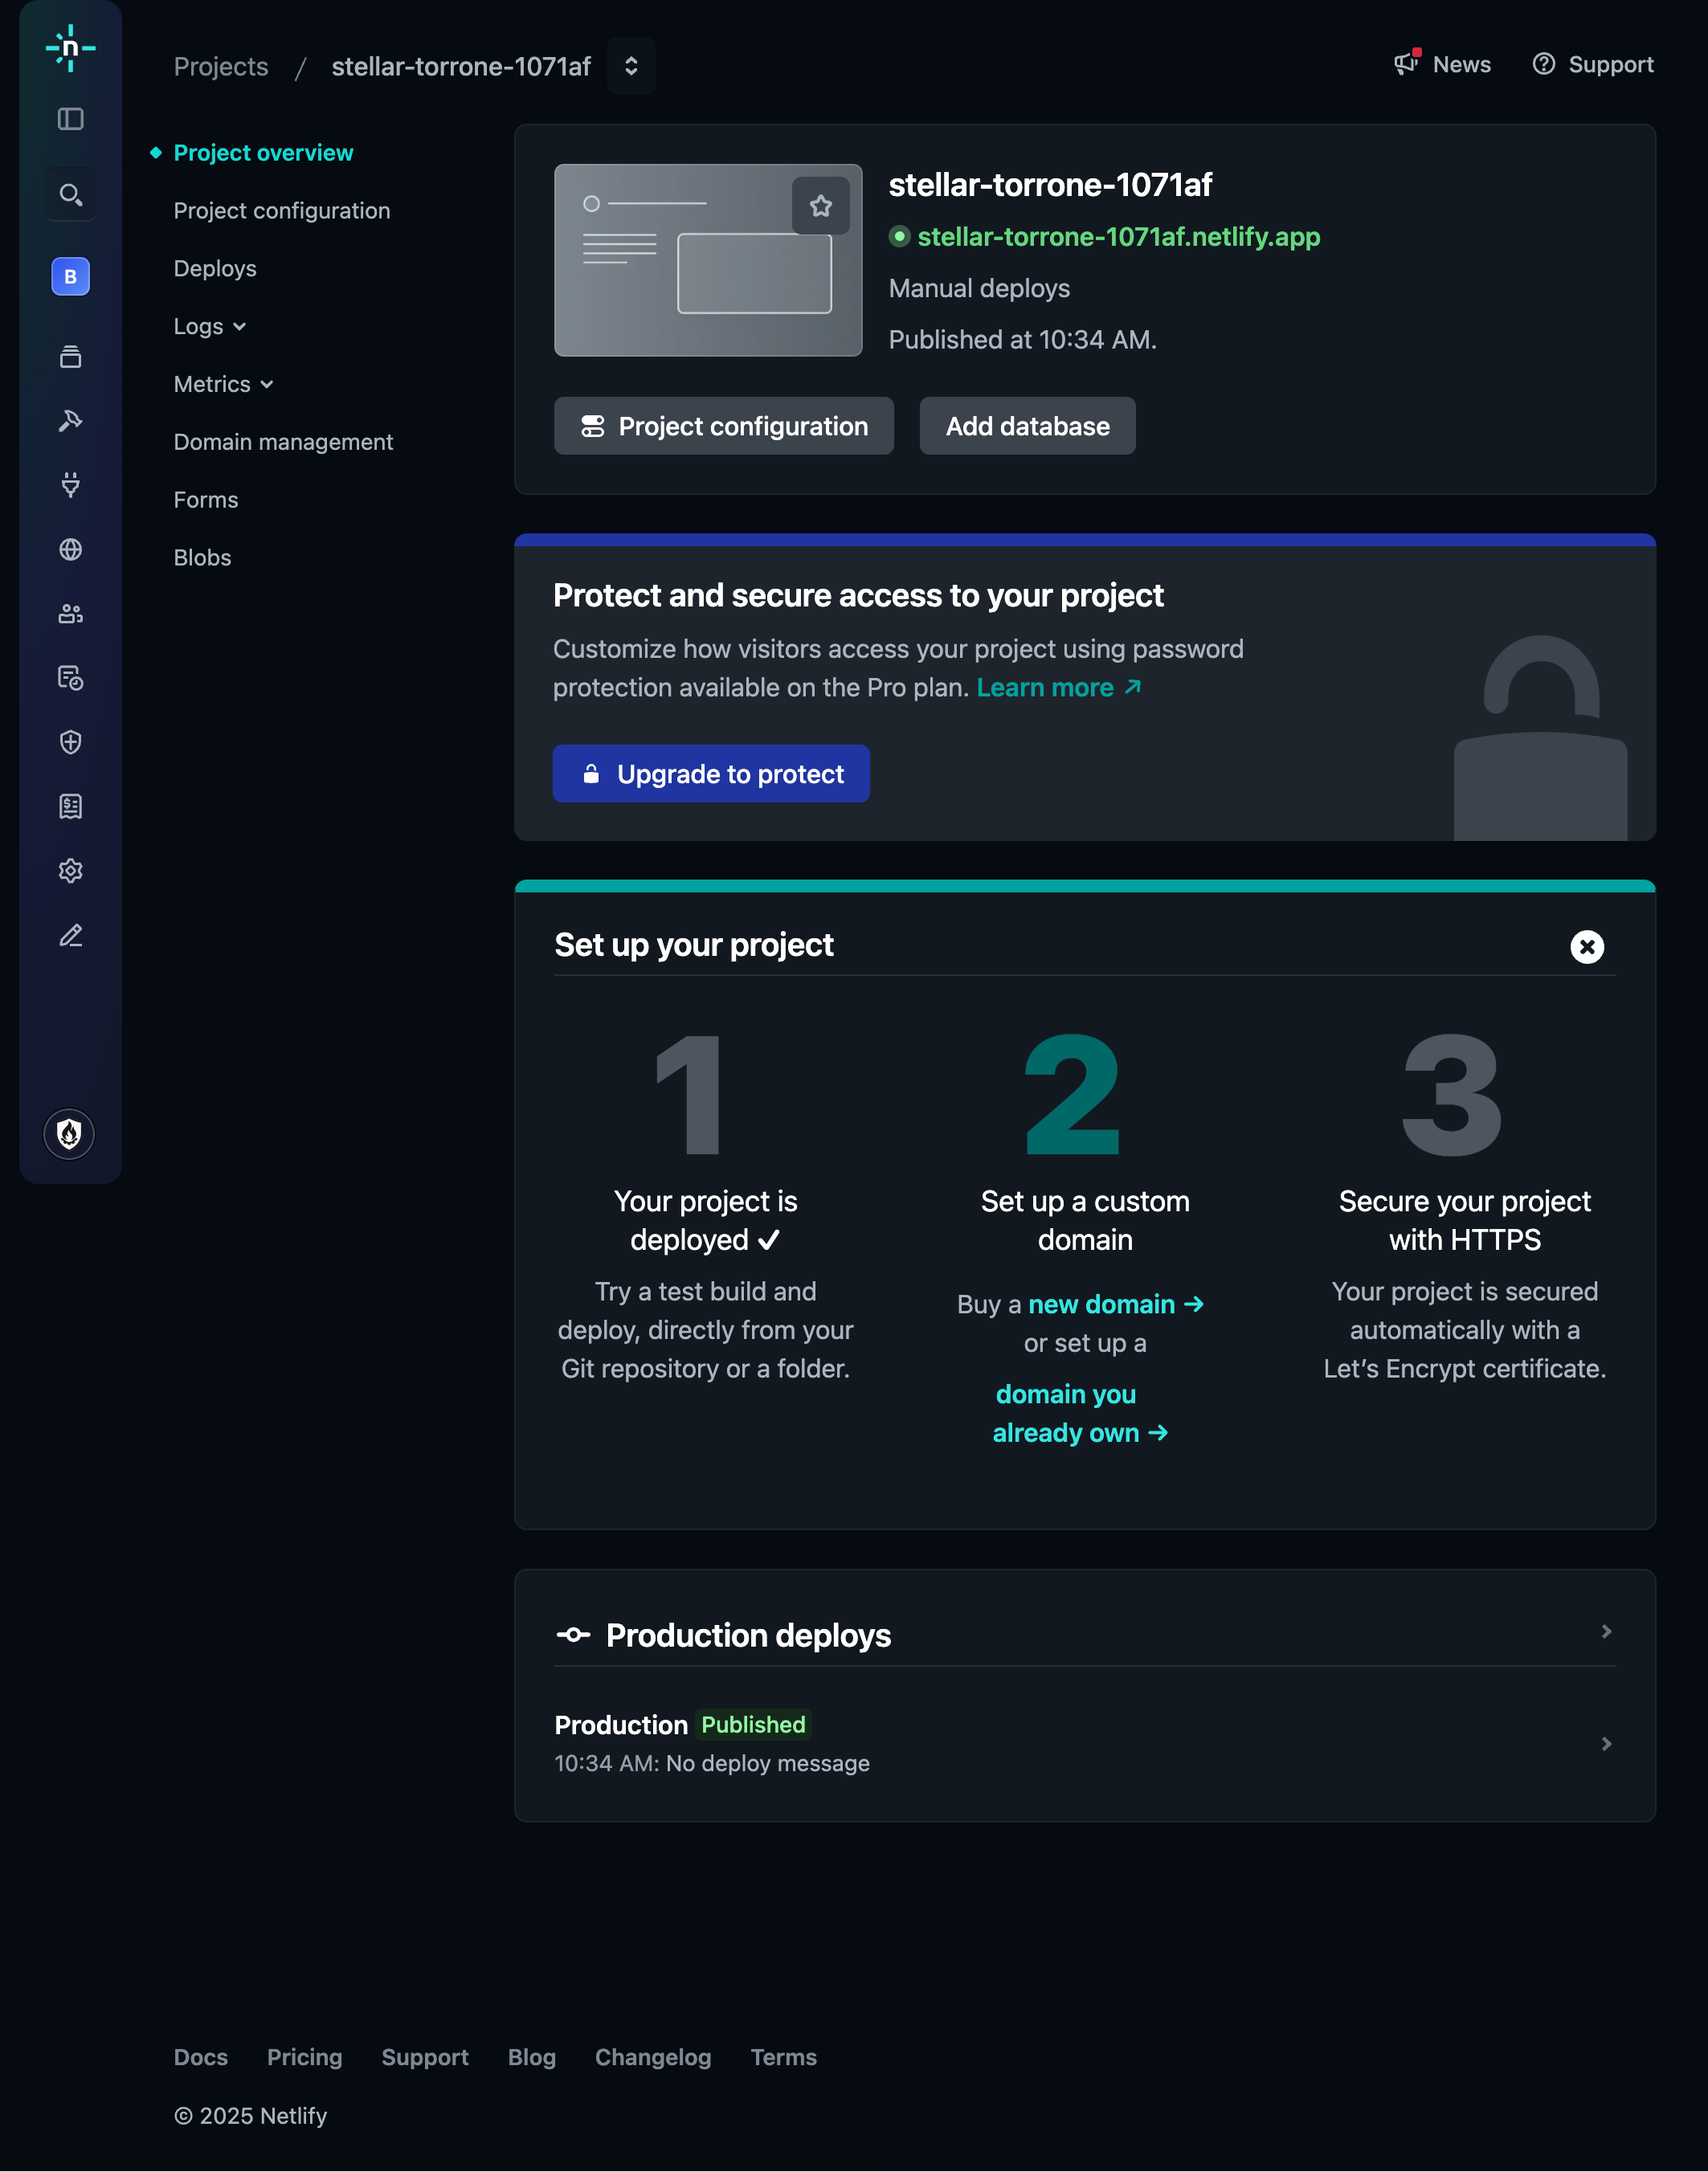 n
Projects / stellar-torrone-1071af
News
Support
B
Project overview
Project configuration
Deploys
Logs
Metrics
Domain management
Forms
Blobs
stellar-torrone-1071af
stellar-torrone-1071af.netlify.app
Manual deploys
Published at 10:34 AM.
Project configuration
Add database
Protect and secure access to your project
Customize how visitors access your project using password
protection available on the Pro plan. Learn more
Upgrade to protect
Set up your project
1
Your project is
deployed
Try a test build and
deploy, directly from your
Git repository or a folder.
2
Set up a custom
domain
Buy a new domain →
or set up a
domain you
already own →
3
Secure your project
with HTTPS
Your project is secured
automatically with a
Let’s Encrypt certificate.
Production deploys
Production Published
10:34 AM: No deploy message
Docs
Pricing
Support
Blog
Changelog
Terms
© 2025 Netlify